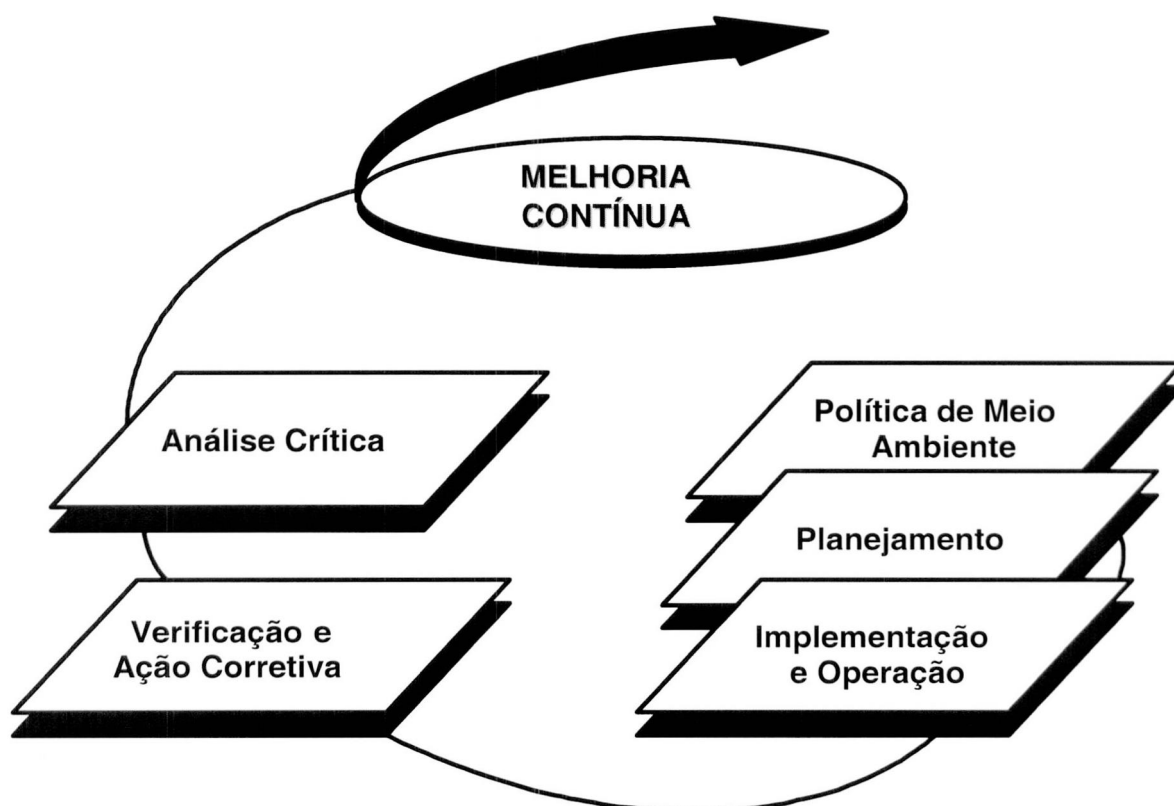 MELHORIA
CONTÍNUA
Análise Crítica
Política de Meio
Ambiente
Planejamento
Verificação e
Ação Corretiva
Implementação
e Operação